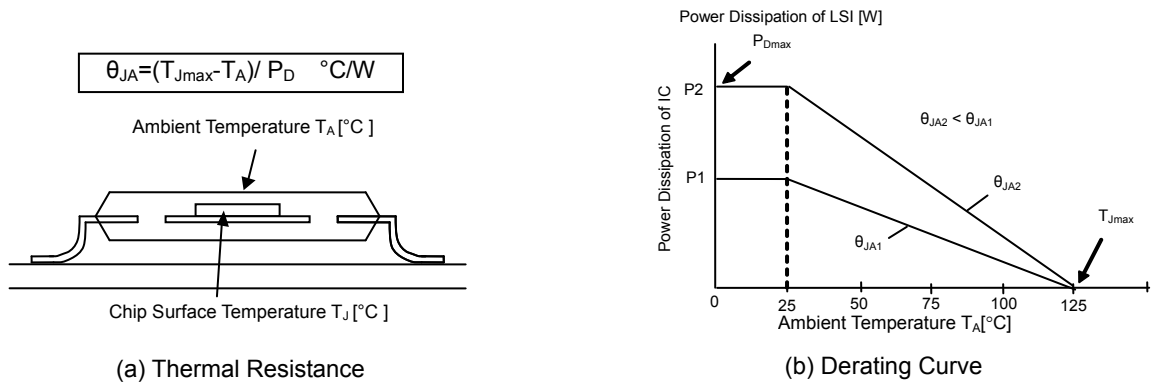 θJA=(TJmax-TA)/ PD °C/W
Ambient Temperature TA [°C ]
Chip Surface Temperature TJ [°C ]
(a) Thermal Resistance
Power Dissipation of LSI [W]
PDmax
P2
P1
Power Dissipation of IC
θJA2 < θJA1
θJA2
θJA1
TJmax
0 25 50 75 100 125
Ambient Temperature TA[°C]
(b) Derating Curve